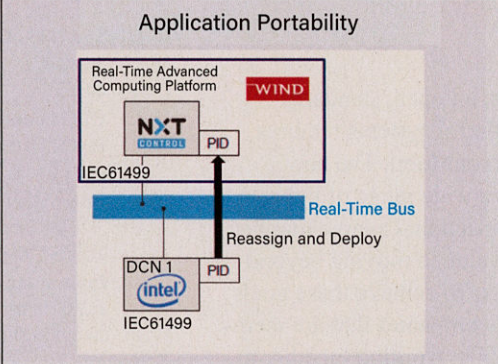 Application Portability
Real-Time Advanced
Computing Platform
WIND
NXT
CONTROL
PID
IEC61499
Real-Time Bus
Reassign and Deploy
DCN 1
PID
intel
IEC61499